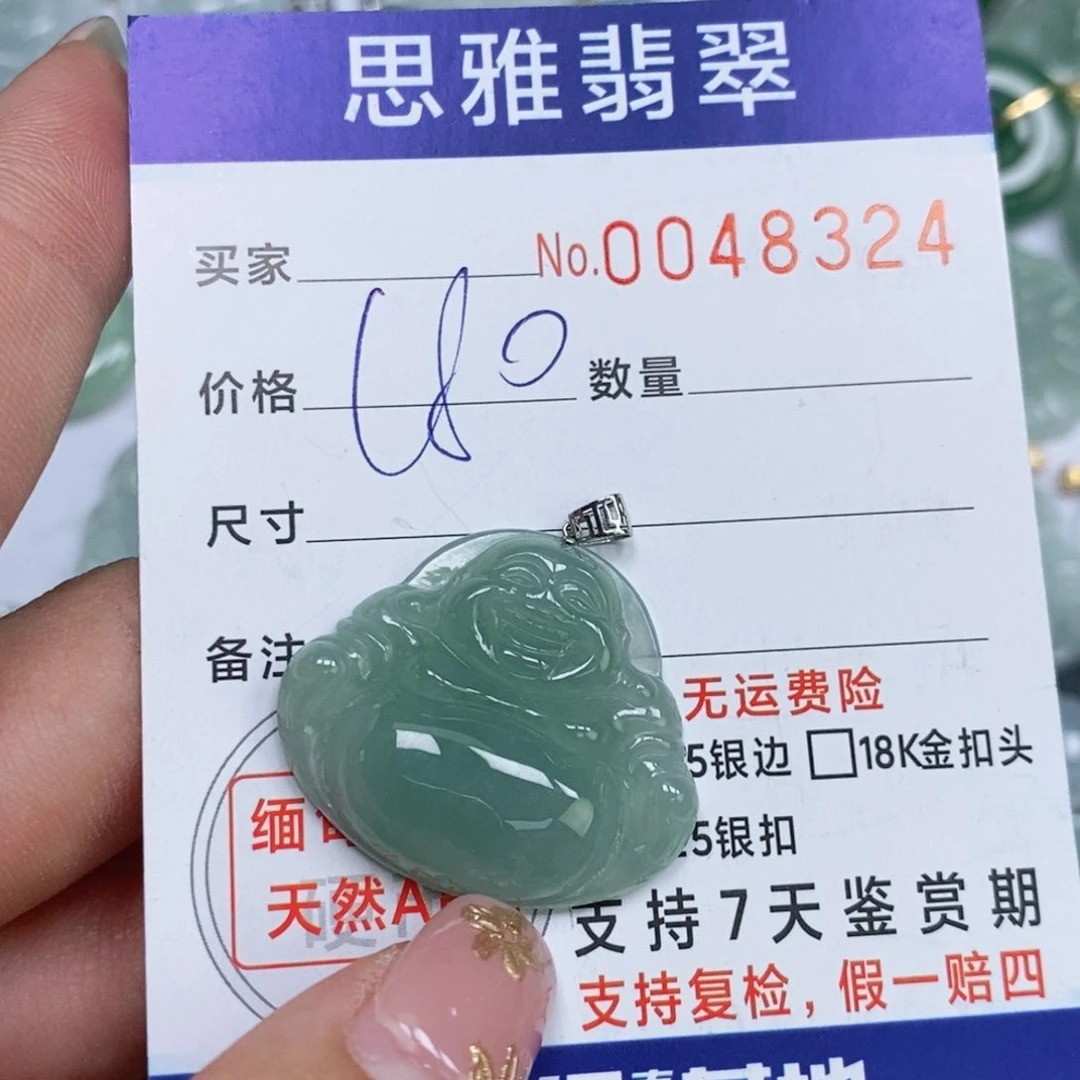 思雅翡翠
买家 No.0048324
价格 数量
尺寸
备注
无运费险
5银边 □18K金扣头
5银扣
缅甸
天然A
支持7天鉴赏期
支持复检，假一赔四